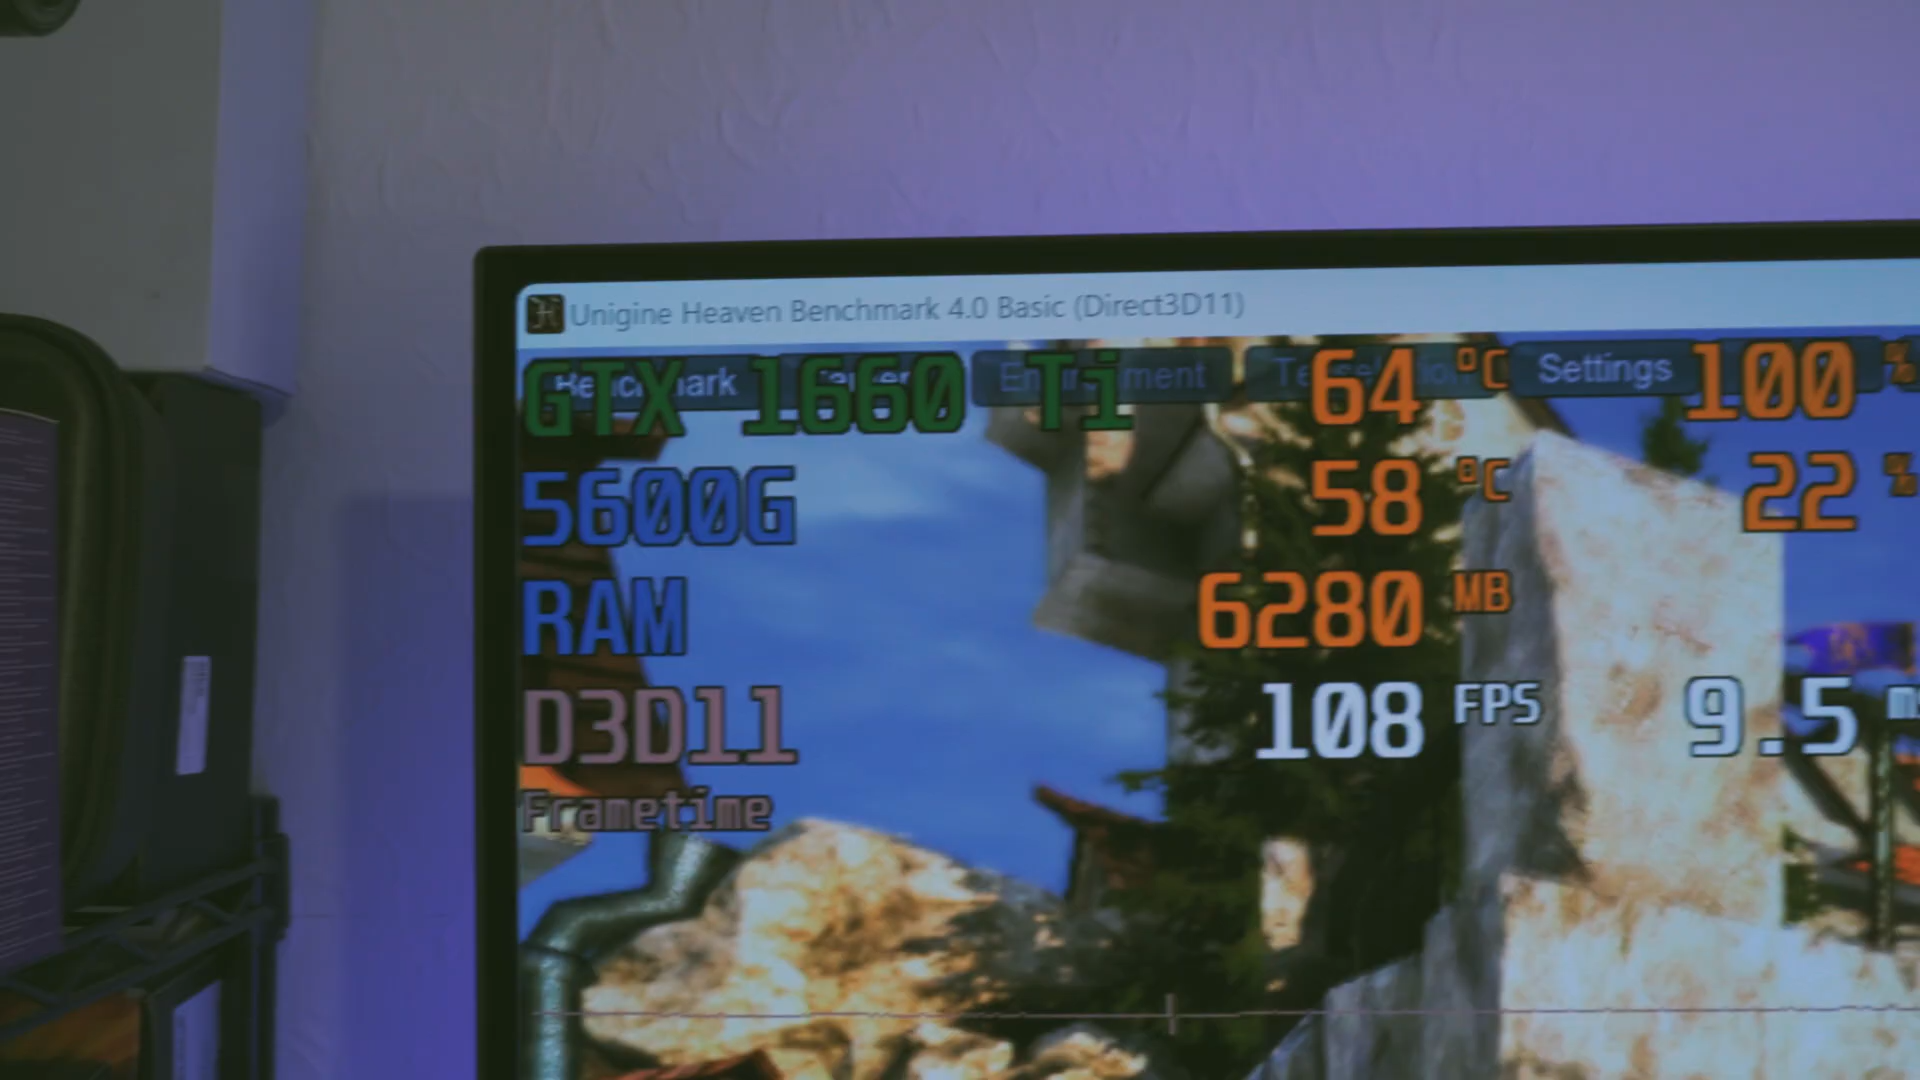 Unigine Heaven Benchmark 4.0 Basic (Direct3D11)
Settings
GTX 1660 Ti 64 °C 100 %
5600G 58 °C 22 %
RAM 6280 MB
D3D11 108 FPS 9.5
Frametime